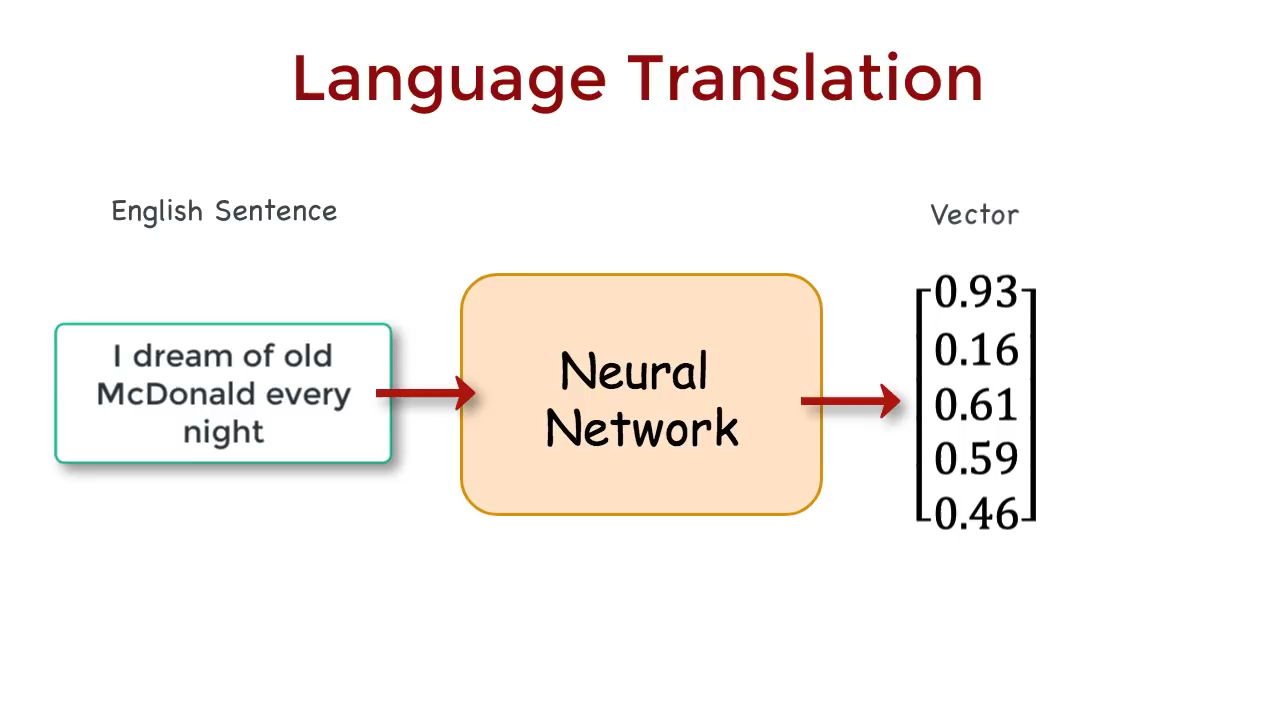 Language Translation
English Sentence
Vector
I dream of old
McDonald every
night
Neural
Network
0.93
0.16
0.61
0.59
0.46